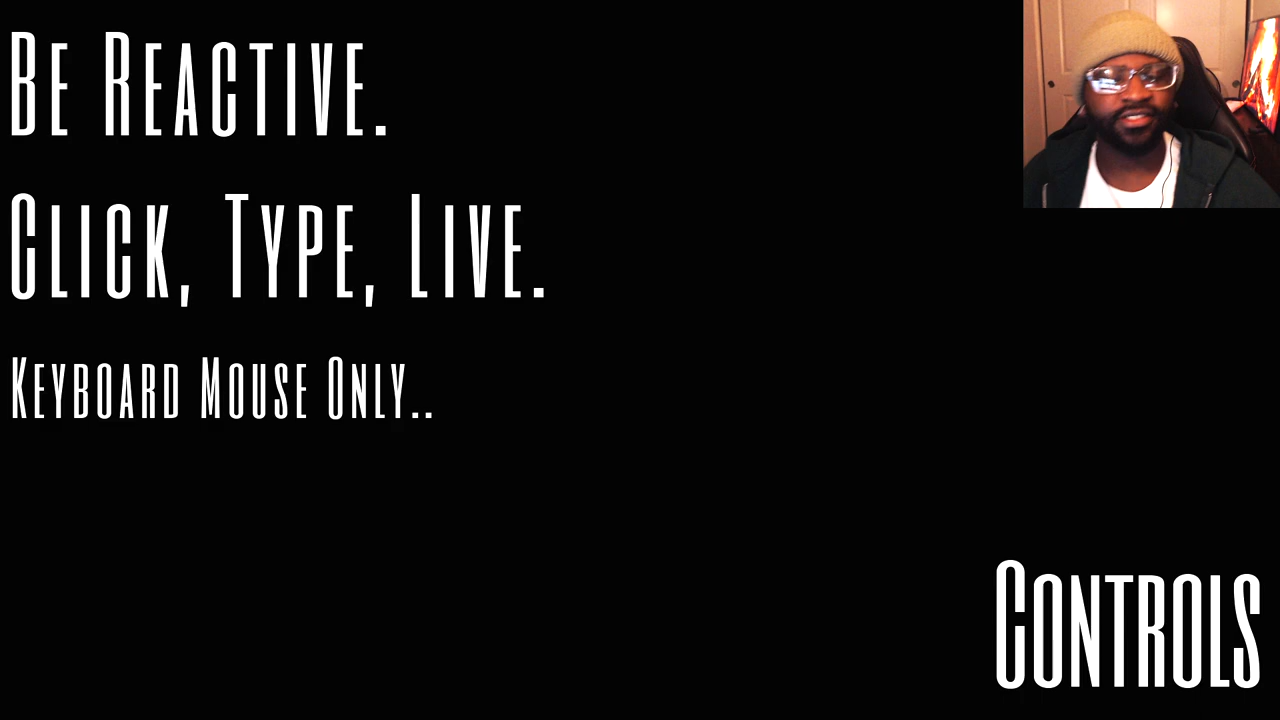 Be Reactive.
Click, Type, Live.
Keyboard Mouse Only..
Controls